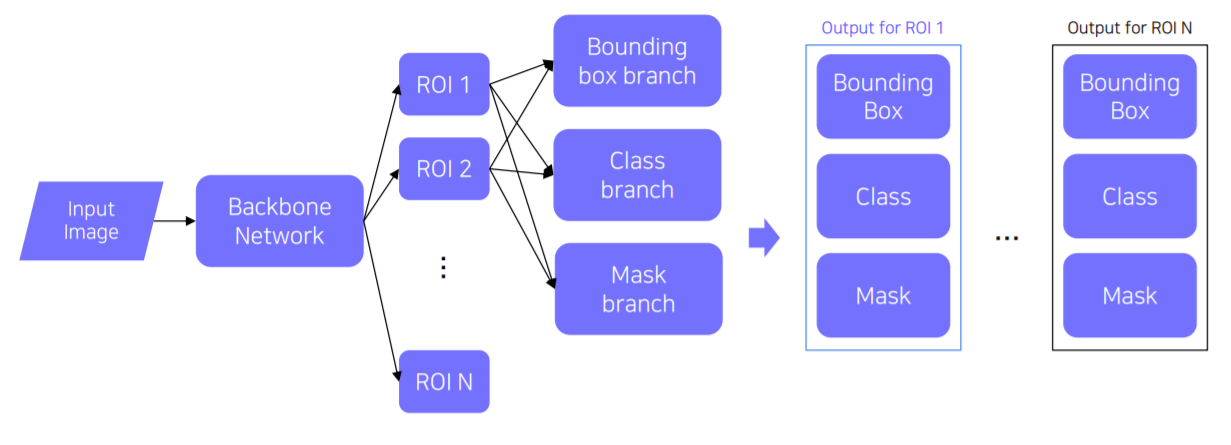 Input
Image
Backbone
Network
ROI 1
ROI 2
⋮
ROI N
Bounding
box branch
Class
branch
Mask
branch
Output for ROI 1
Bounding
Box
Class
Mask
...
Output for ROI N
Bounding
Box
Class
Mask